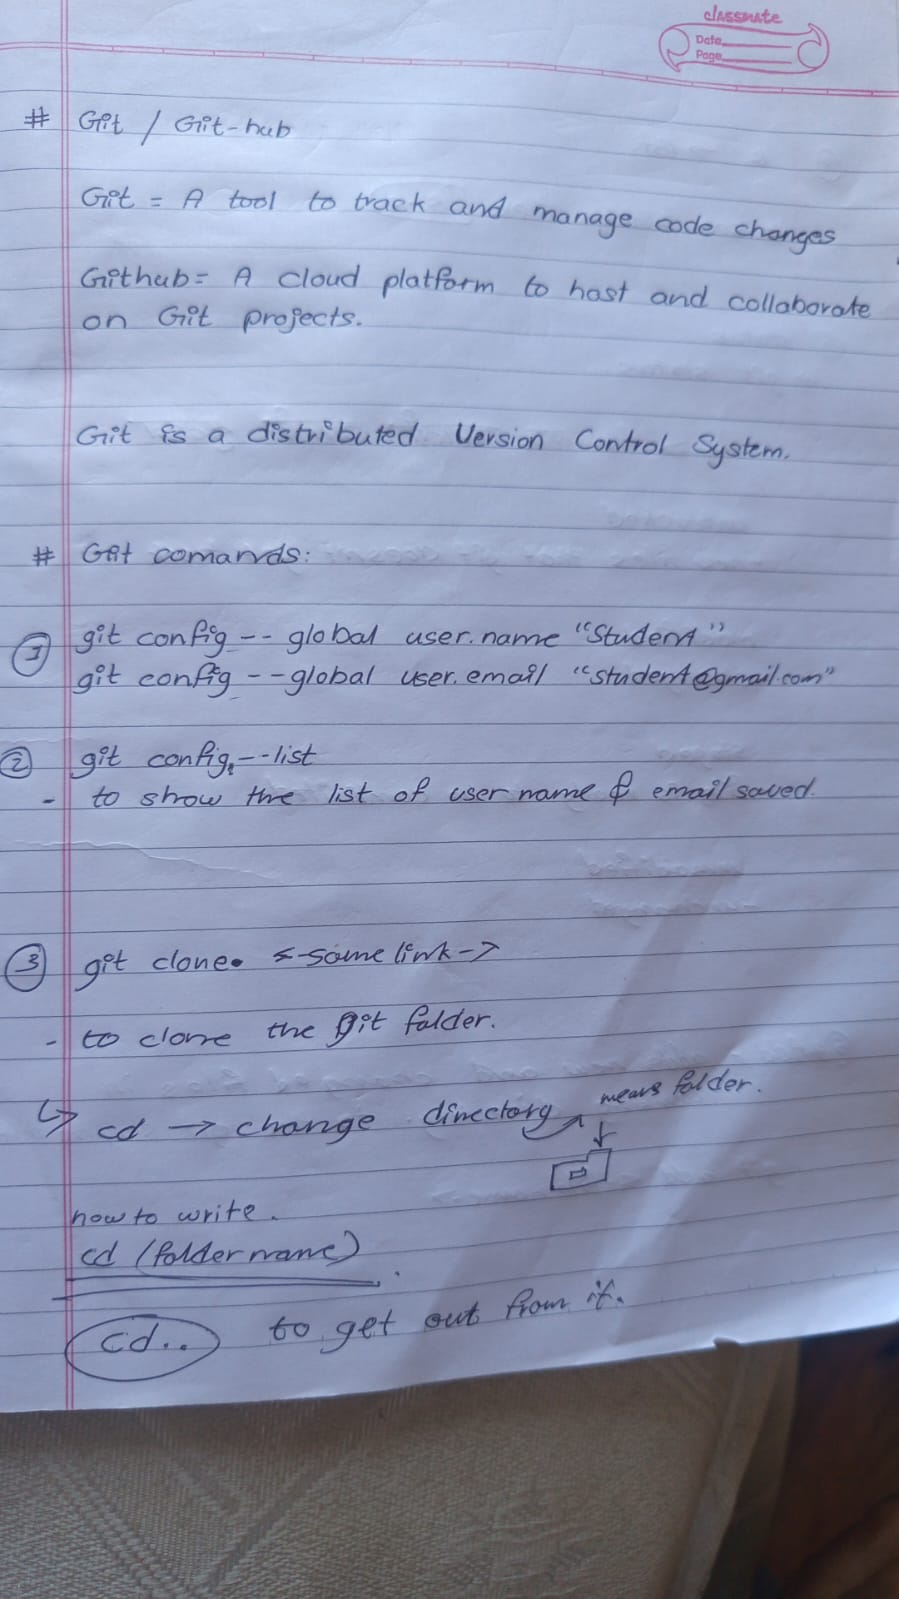 classmate
Date
Page
# Git / Git-hub
Git = A tool to track and manage code changes
Github = A cloud platform to host and collaborate
on Git projects.
Git is a distributed Version Control System.
# Git comands:
1 git config -- global user.name "Student"
git config -- global user.email "student@gmail.com"
2 git config --list
- to show the list of user name & email saved.
3 git clone <-some link->
- to clone the git folder.
↳ cd → change directory means folder.
how to write.
cd (folder name)
cd.. to get out from it.